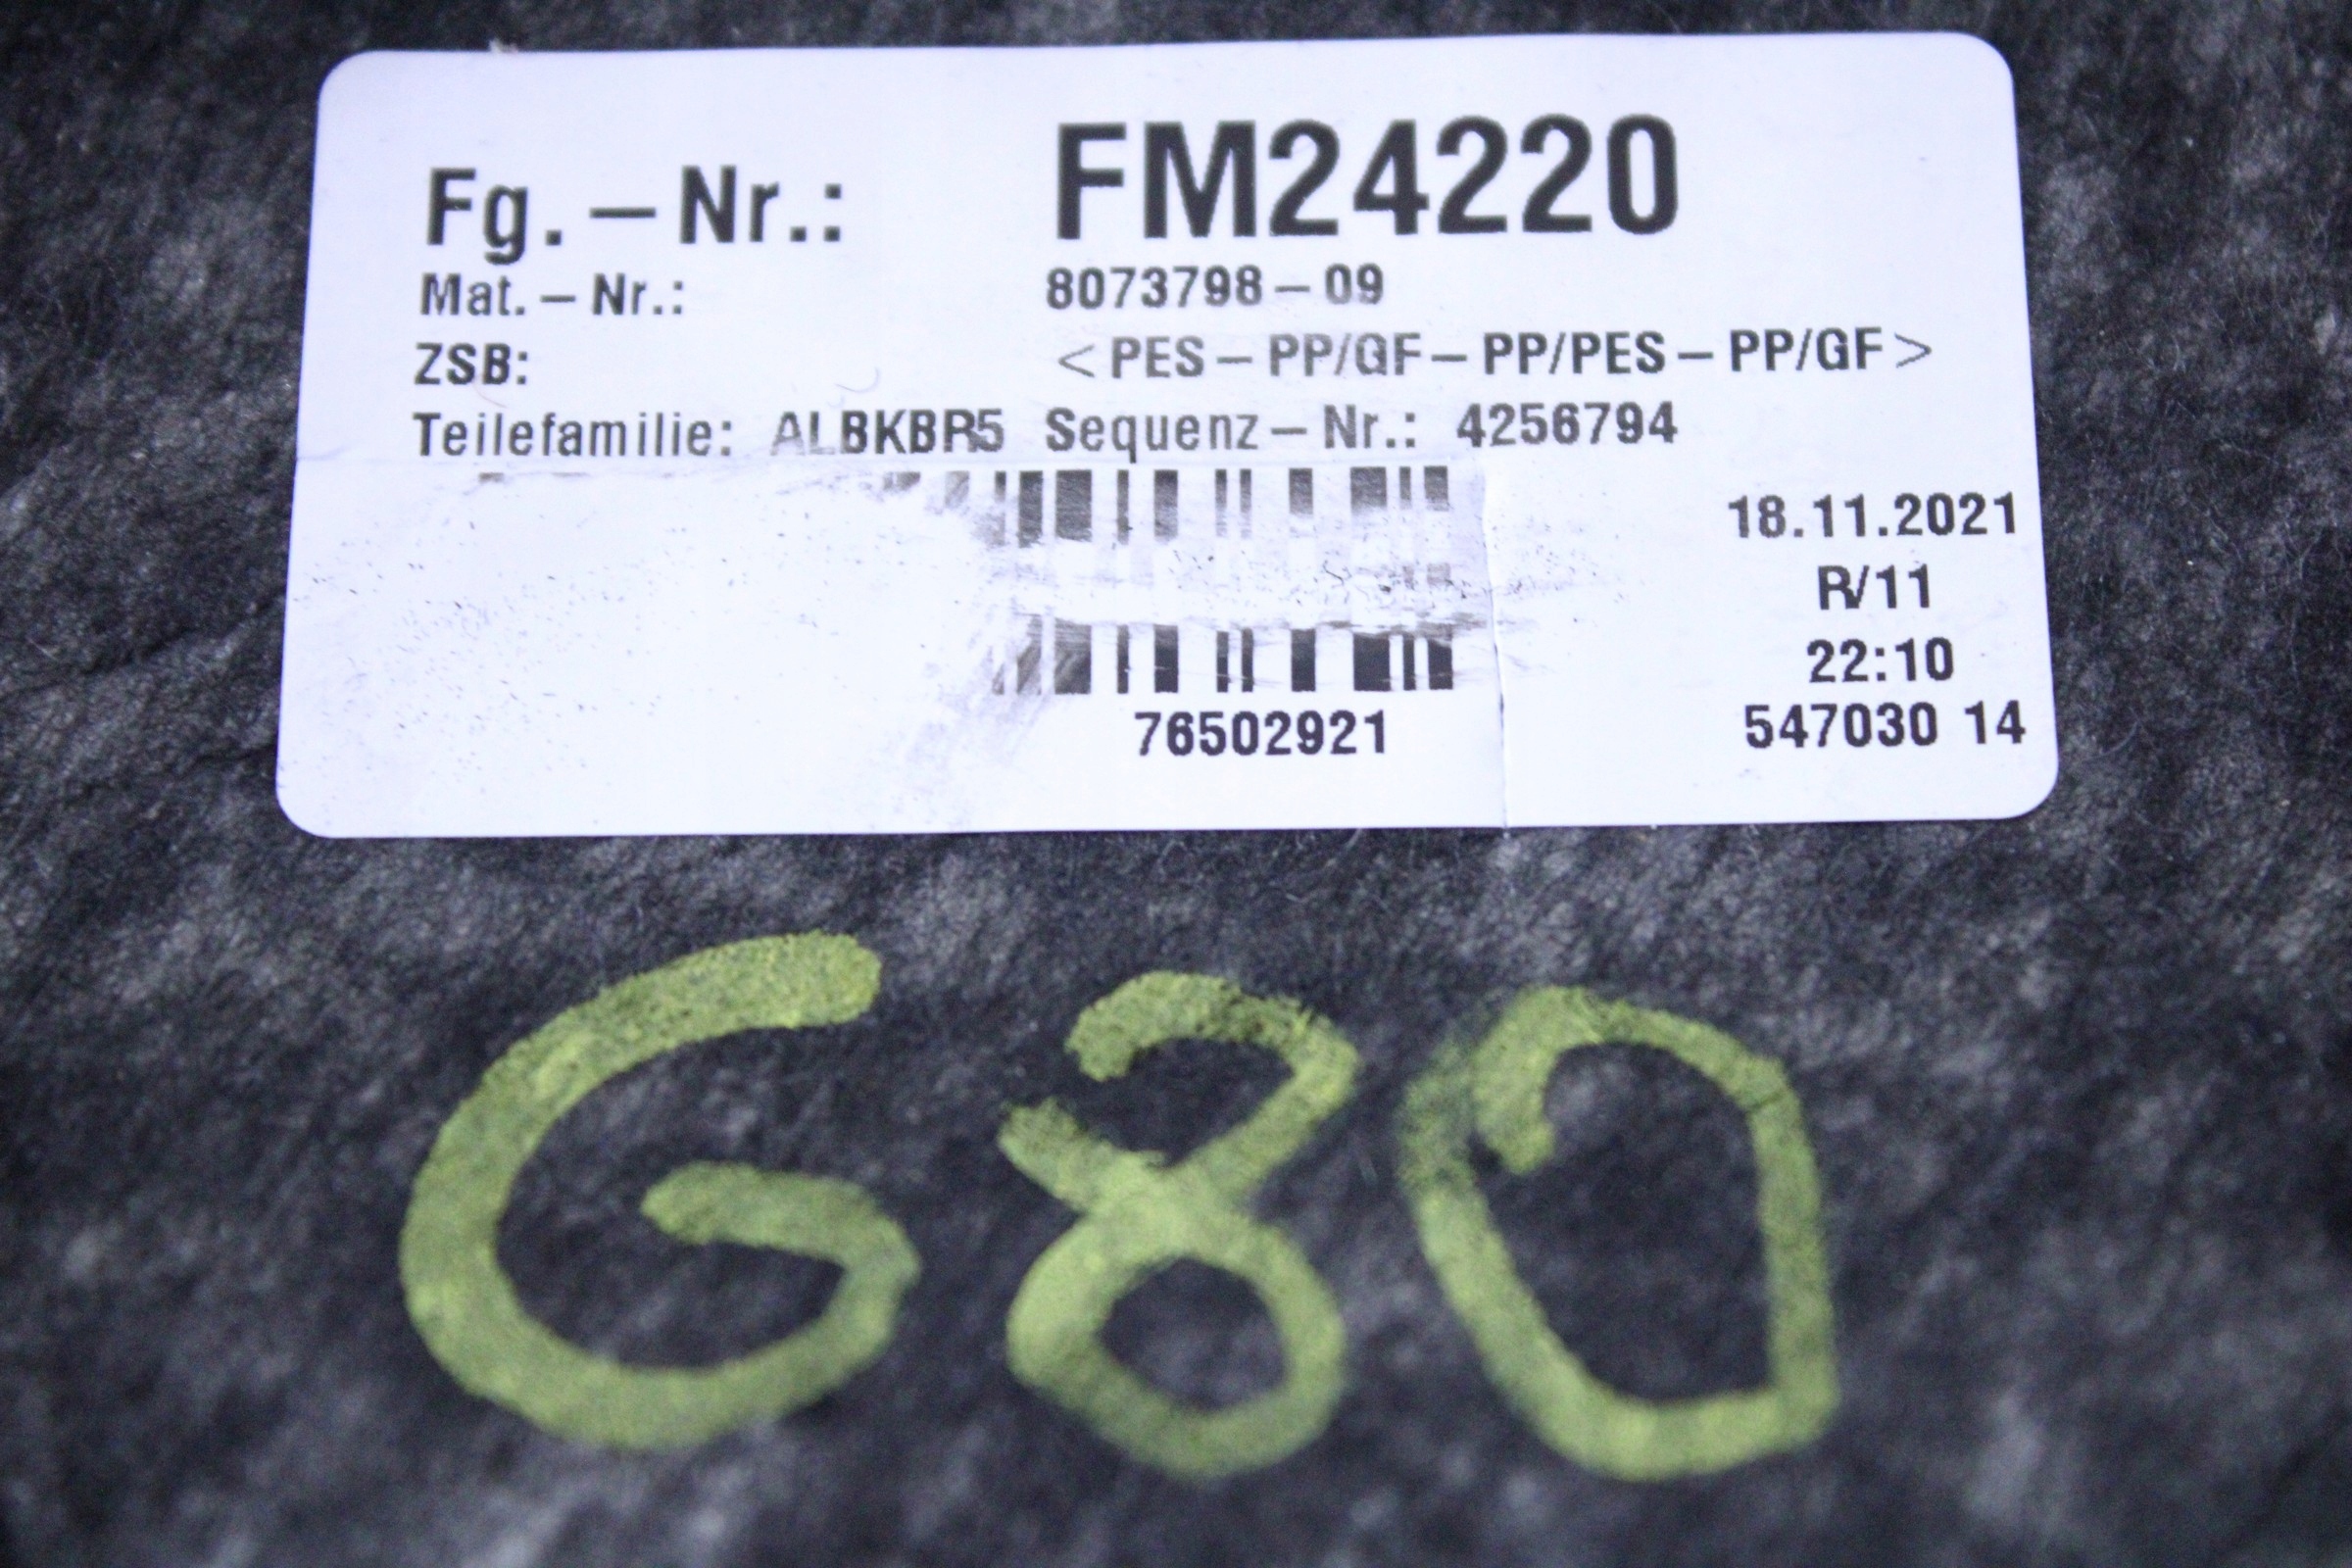 Fg.–Nr.: FM24220
Mat.–Nr.: 8073798–09
ZSB: <PES–PP/GF–PP/PES–PP/GF>
Teilefamilie: ALBKBR5 Sequenz–Nr.: 4256794
18.11.2021
R/11
22:10
76502921 547030 14
G80